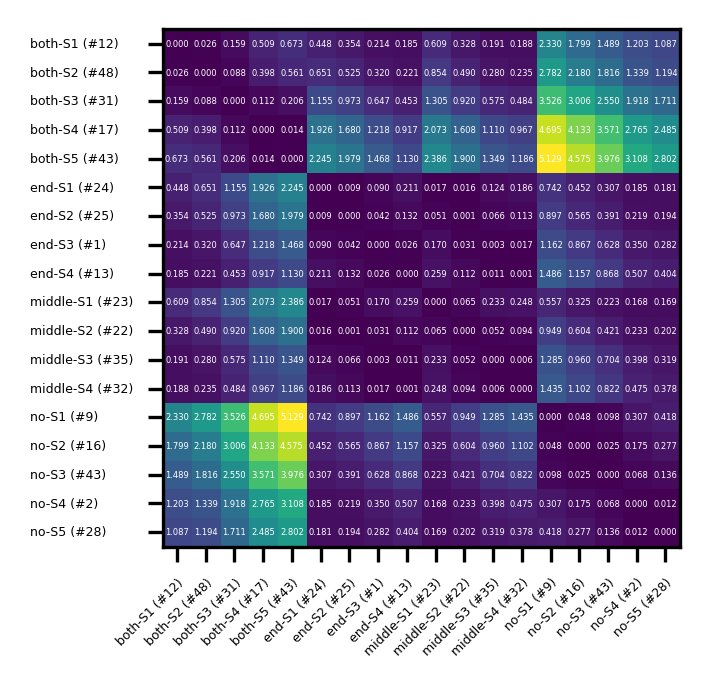 both-S1 (#12) 0.000 0.026 0.159 0.509 0.673 0.448 0.354 0.214 0.185 0.609 0.328 0.191 0.188 2.330 1.799 1.489 1.203 1.087
both-S2 (#48) 0.026 0.000 0.088 0.398 0.561 0.651 0.525 0.320 0.221 0.854 0.490 0.280 0.235 2.782 2.180 1.816 1.339 1.194
both-S3 (#31) 0.159 0.088 0.000 0.112 0.206 1.155 0.973 0.647 0.453 1.305 0.920 0.575 0.484 3.526 3.006 2.550 1.918 1.711
both-S4 (#17) 0.509 0.398 0.112 0.000 0.014 1.926 1.680 1.218 0.917 2.073 1.608 1.110 0.967 4.695 4.133 3.571 2.765 2.485
both-S5 (#43) 0.673 0.561 0.206 0.014 0.000 2.245 1.979 1.468 1.130 2.386 1.900 1.349 1.186 5.129 4.575 3.976 3.108 2.802
end-S1 (#24) 0.448 0.651 1.155 1.926 2.245 0.000 0.009 0.090 0.211 0.017 0.016 0.124 0.186 0.742 0.452 0.307 0.185 0.181
end-S2 (#25) 0.354 0.525 0.973 1.680 1.979 0.009 0.000 0.042 0.132 0.051 0.001 0.066 0.113 0.897 0.565 0.391 0.219 0.194
end-S3 (#1) 0.214 0.320 0.647 1.218 1.468 0.090 0.042 0.000 0.026 0.170 0.031 0.003 0.017 1.162 0.867 0.628 0.350 0.282
end-S4 (#13) 0.185 0.221 0.453 0.917 1.130 0.211 0.132 0.026 0.000 0.259 0.112 0.011 0.001 1.486 1.157 0.868 0.507 0.404
middle-S1 (#23) 0.609 0.854 1.305 2.073 2.386 0.017 0.051 0.170 0.259 0.000 0.065 0.233 0.248 0.557 0.325 0.223 0.168 0.169
middle-S2 (#22) 0.328 0.490 0.920 1.608 1.900 0.016 0.001 0.031 0.112 0.065 0.000 0.052 0.094 0.949 0.604 0.421 0.233 0.202
middle-S3 (#35) 0.191 0.280 0.575 1.110 1.349 0.124 0.066 0.003 0.011 0.233 0.052 0.000 0.006 1.285 0.960 0.704 0.398 0.319
middle-S4 (#32) 0.188 0.235 0.484 0.967 1.186 0.186 0.113 0.017 0.001 0.248 0.094 0.006 0.000 1.435 1.102 0.822 0.475 0.378
no-S1 (#9) 2.330 2.782 3.526 4.695 5.129 0.742 0.897 1.162 1.486 0.557 0.949 1.285 1.435 0.000 0.048 0.098 0.307 0.418
no-S2 (#16) 1.799 2.180 3.006 4.133 4.575 0.452 0.565 0.867 1.157 0.325 0.604 0.960 1.102 0.048 0.000 0.025 0.175 0.277
no-S3 (#43) 1.489 1.816 2.550 3.571 3.976 0.307 0.391 0.628 0.868 0.223 0.421 0.704 0.822 0.098 0.025 0.000 0.068 0.136
no-S4 (#2) 1.203 1.339 1.918 2.765 3.108 0.185 0.219 0.350 0.507 0.168 0.233 0.398 0.475 0.307 0.175 0.068 0.000 0.012
no-S5 (#28) 1.087 1.194 1.711 2.485 2.802 0.181 0.194 0.282 0.404 0.169 0.202 0.319 0.378 0.418 0.277 0.136 0.012 0.000
both-S1 (#12)
both-S2 (#48)
both-S3 (#31)
both-S4 (#17)
both-S5 (#43)
end-S1 (#24)
end-S2 (#25)
end-S3 (#1)
end-S4 (#13)
middle-S1 (#23)
middle-S2 (#22)
middle-S3 (#35)
middle-S4 (#32)
no-S1 (#9)
no-S2 (#16)
no-S3 (#43)
no-S4 (#2)
no-S5 (#28)